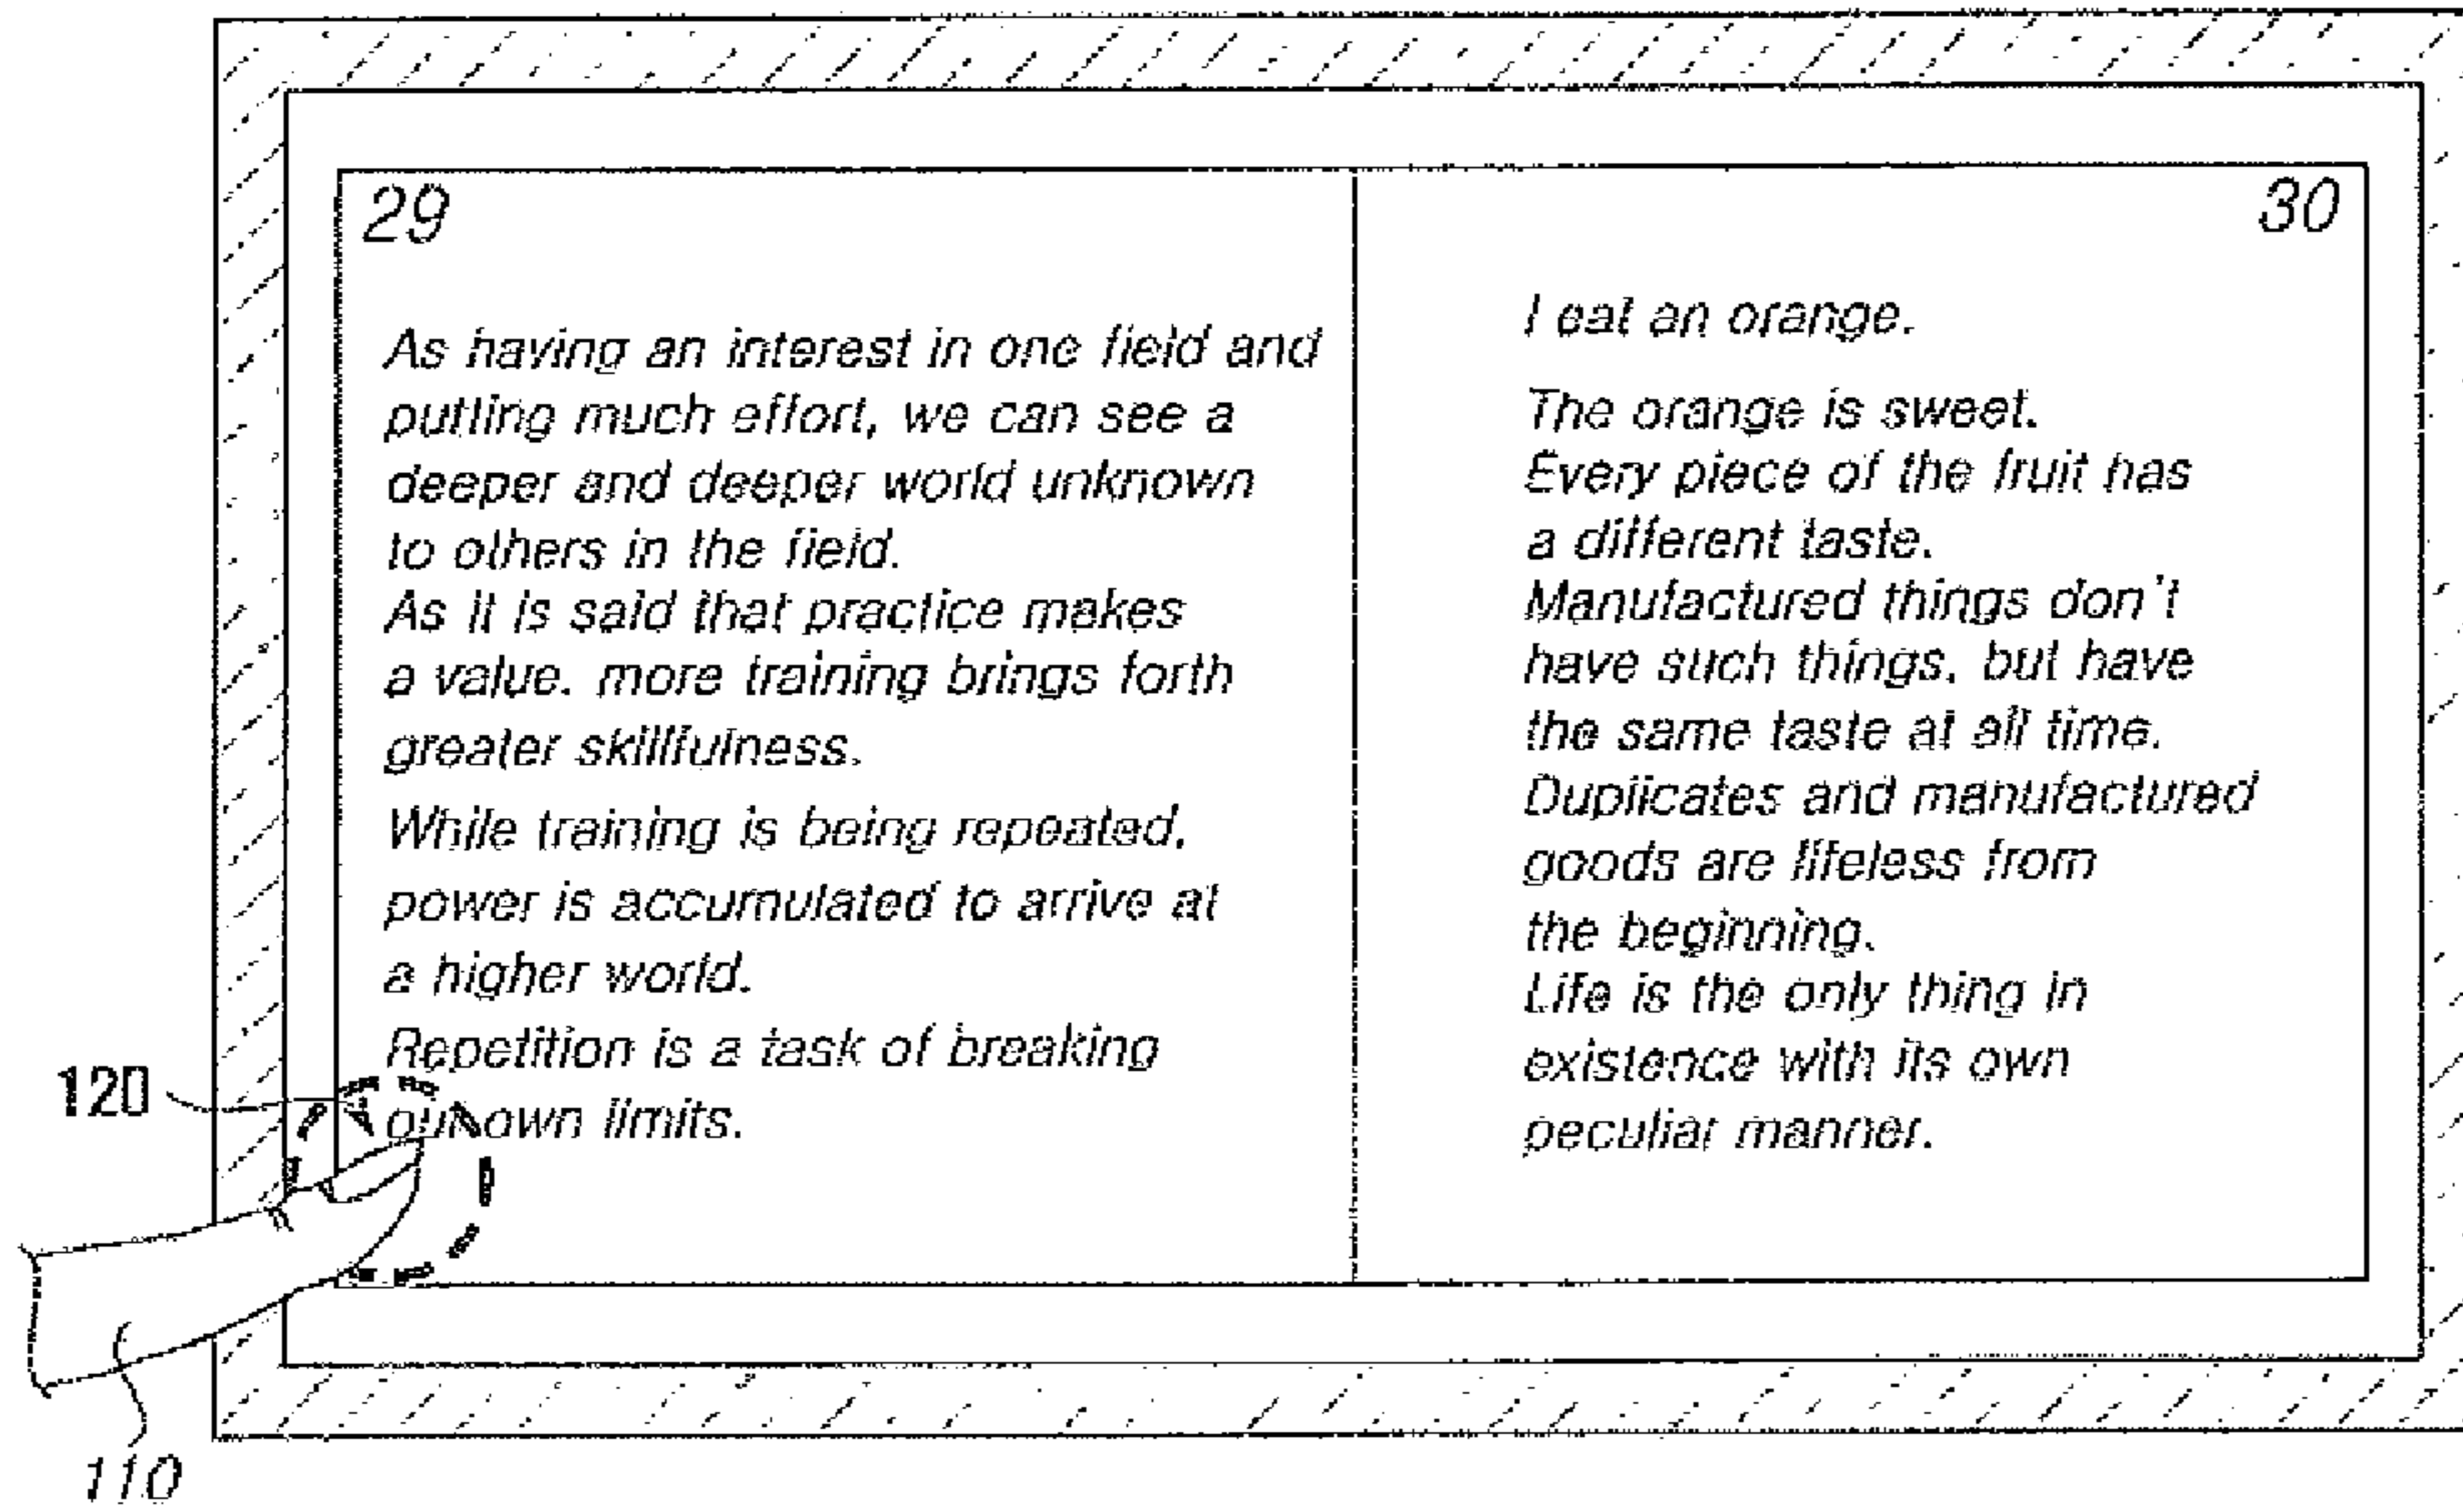 29
As having an interest in one field and
putting much effort, we can see a
deeper and deeper world unknown
to others in the field.
As it is said that practice makes
a value. more training brings forth
greater skillfulness.
While training is being repeated,
power is accumulated to arrive at
a higher world.
Repetition is a task of breaking
our own limits.
30
I eat an orange.
The orange is sweet.
Every piece of the fruit has
a different taste.
Manufactured things don't
have such things, but have
the same taste at all time.
Duplicates and manufactured
goods are lifeless from
the beginning.
Life is the only thing in
existence with its own
peculiar manner.
120
110